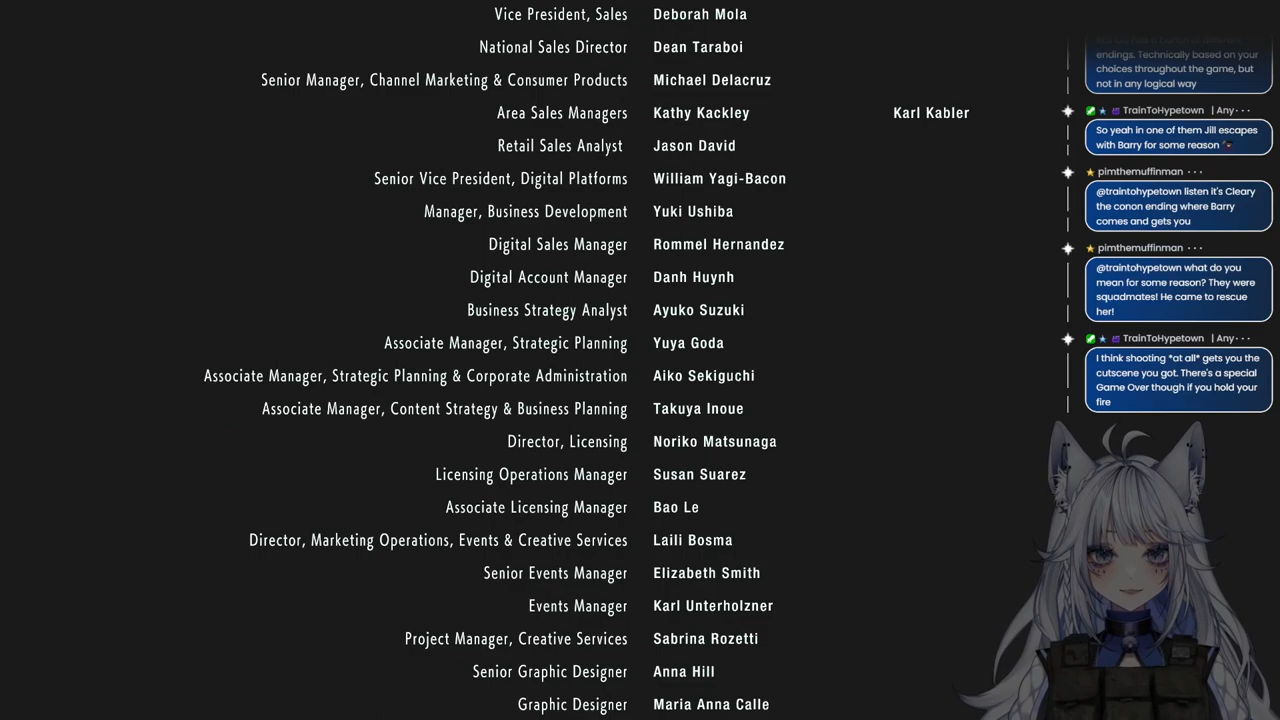 Vice President, Sales Deborah Mola
National Sales Director Dean Taraboi
Senior Manager, Channel Marketing & Consumer Products Michael Delacruz
Area Sales Managers Kathy Kackley Karl Kabler
Retail Sales Analyst Jason David
Senior Vice President, Digital Platforms William Yagi-Bacon
Manager, Business Development Yuki Ushiba
Digital Sales Manager Rommel Hernandez
Digital Account Manager Danh Huynh
Business Strategy Analyst Ayuko Suzuki
Associate Manager, Strategic Planning Yuya Goda
Associate Manager, Strategic Planning & Corporate Administration Aiko Sekiguchi
Associate Manager, Content Strategy & Business Planning Takuya Inoue
Director, Licensing Noriko Matsunaga
Licensing Operations Manager Susan Suarez
Associate Licensing Manager Bao Le
Director, Marketing Operations, Events & Creative Services Laili Bosma
Senior Events Manager Elizabeth Smith
Events Manager Karl Unterholzner
Project Manager, Creative Services Sabrina Rozetti
Senior Graphic Designer Anna Hill
Graphic Designer Maria Anna Calle
endings. Technically based on your
choices throughout the game, but
not in any logical way
TrainToHypetown | Any···
So yeah in one of them Jill escapes
with Barry for some reason
pimthemuffinman ···
@traintohypetown listen it's Cleary
the conon ending where Barry
comes and gets you
pimthemuffinman ···
@traintohypetown what do you
mean for some reason? They were
squadmates! He came to rescue
her!
TrainToHypetown | Any···
I think shooting *at all* gets you the
cutscene you got. There's a special
Game Over though if you hold your
fire